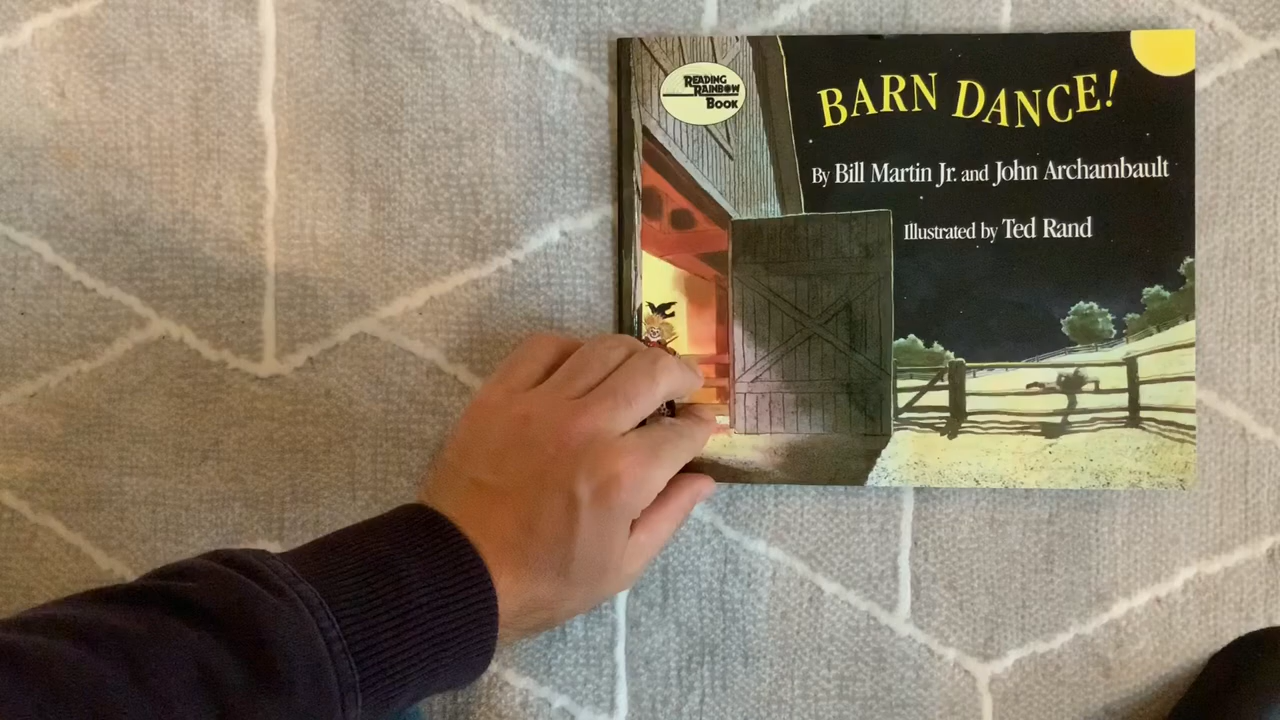 READING
RAINBOW
BOOK
BARN DANCE!
By Bill Martin Jr. and John Archambault
Illustrated by Ted Rand